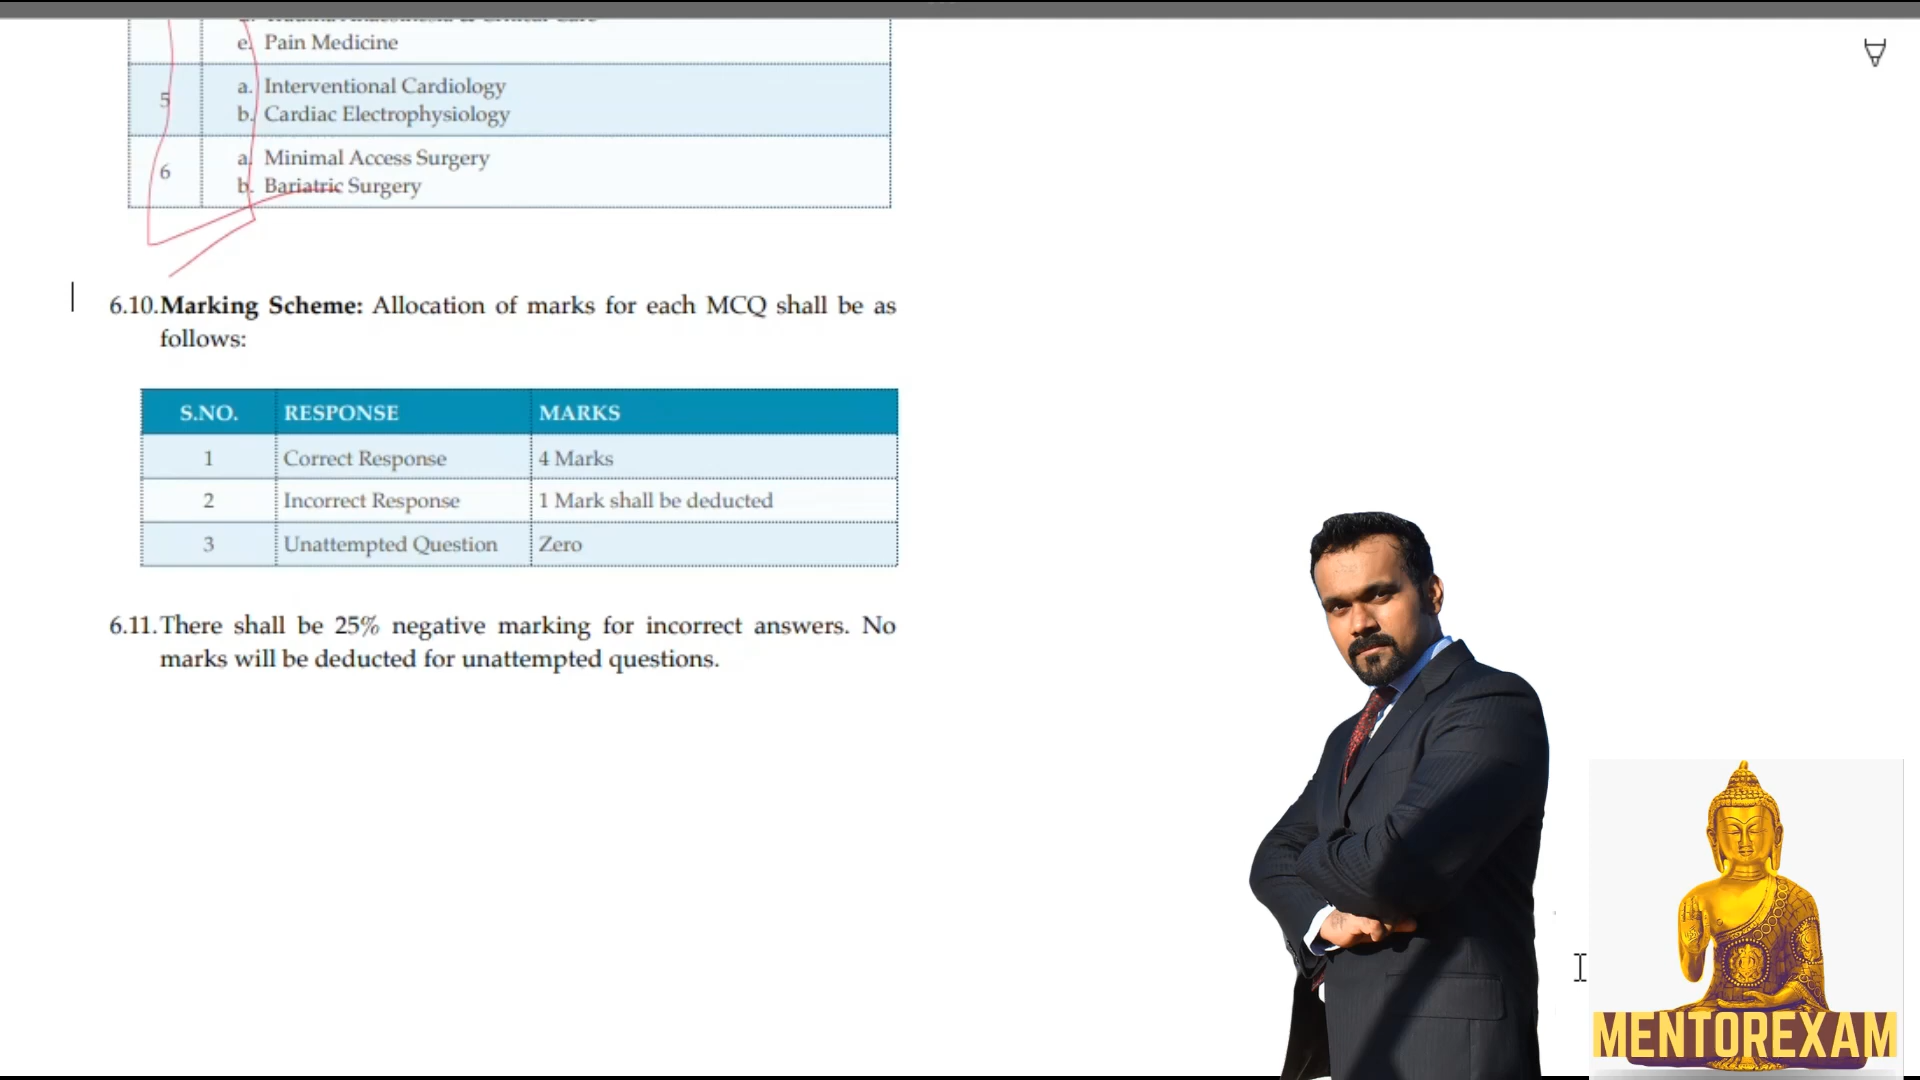 e. Pain Medicine
5
a. Interventional Cardiology
b. Cardiac Electrophysiology
6
a. Minimal Access Surgery
b. Bariatric Surgery
6.10. Marking Scheme: Allocation of marks for each MCQ shall be as
follows:
S.NO. RESPONSE MARKS
1 Correct Response 4 Marks
2 Incorrect Response 1 Mark shall be deducted
3 Unattempted Question Zero
6.11. There shall be 25% negative marking for incorrect answers. No
marks will be deducted for unattempted questions.
MENTOREXAM